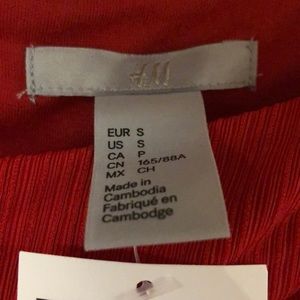 H&M
EUR S
US S
CA P
CN 165/88A
MX CH
Made in
Cambodia
Fabriqué en
Cambodge